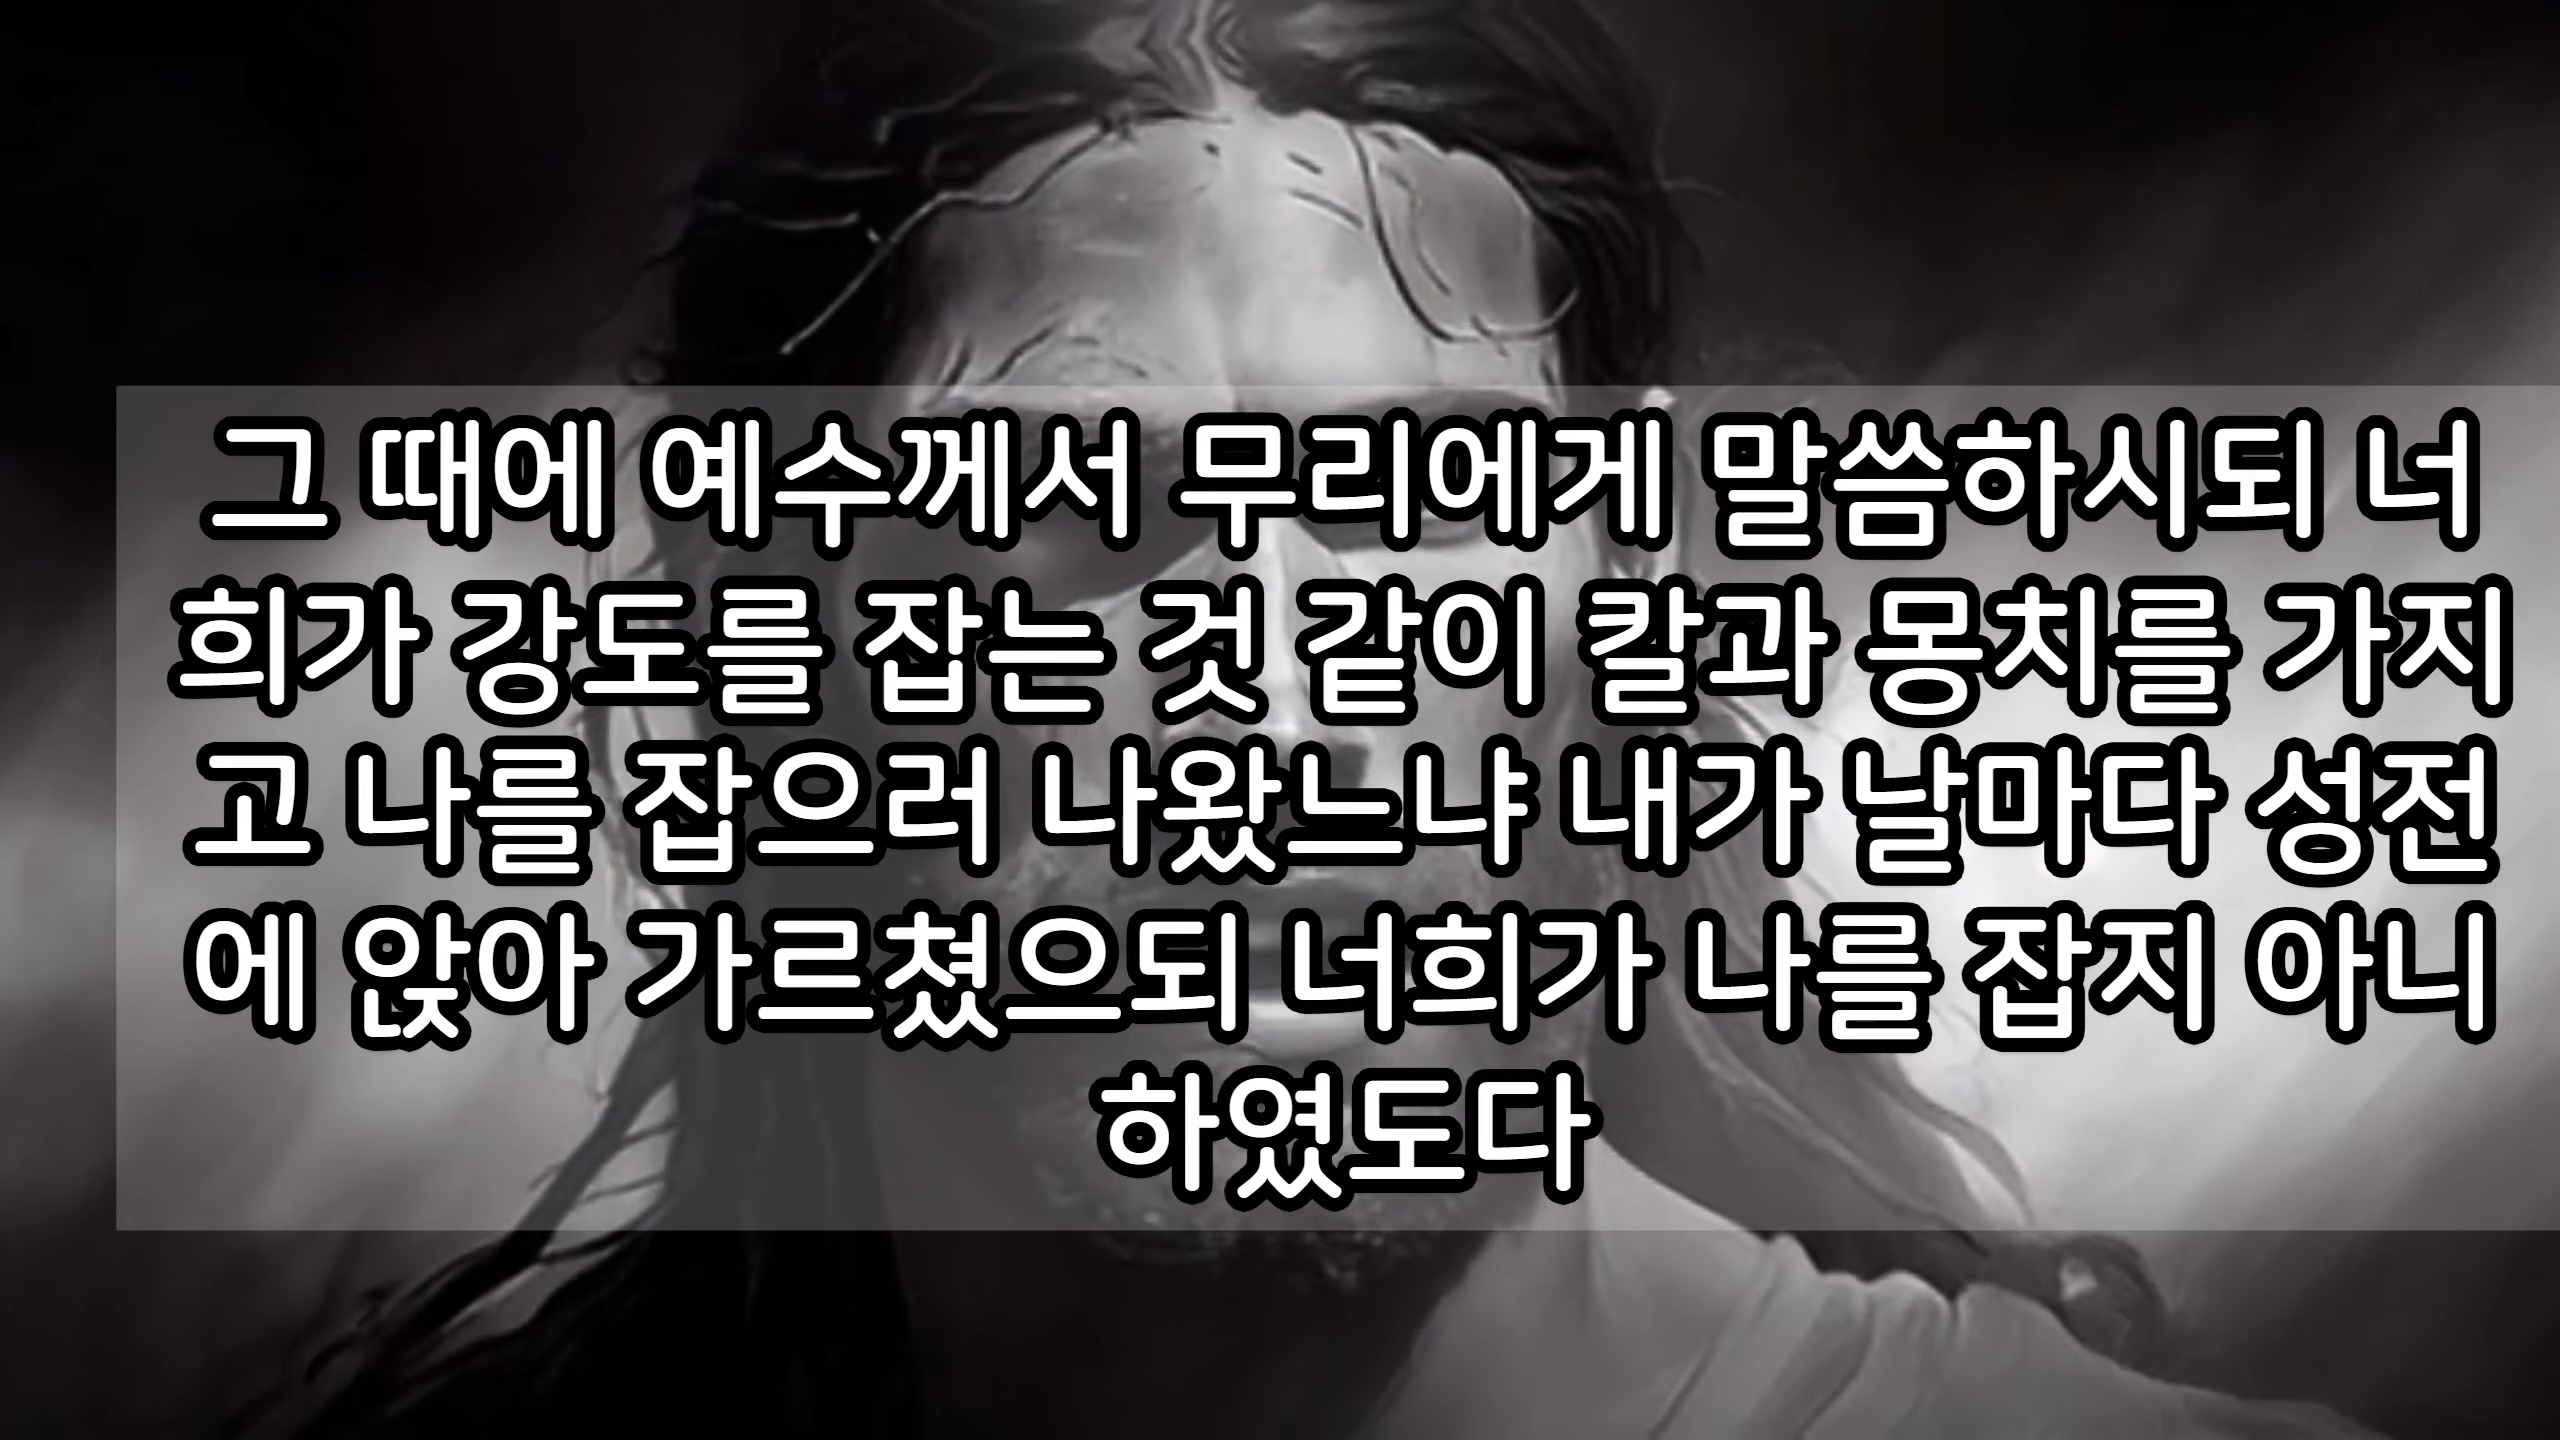 그 때에 예수께서 무리에게 말씀하시되 너
희가 강도를 잡는 것 같이 칼과 몽치를 가지
고 나를 잡으러 나왔느냐 내가 날마다 성전
에 앉아 가르쳤으되 너희가 나를 잡지 아니
하였도다